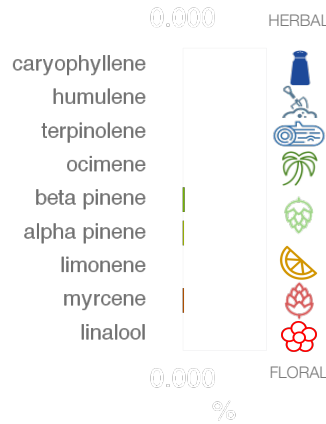 0.000
HERBAL
caryophyllene
humulene
terpinolene
ocimene
beta pinene
alpha pinene
limonene
myrcene
linalool
0.000
FLORAL
%